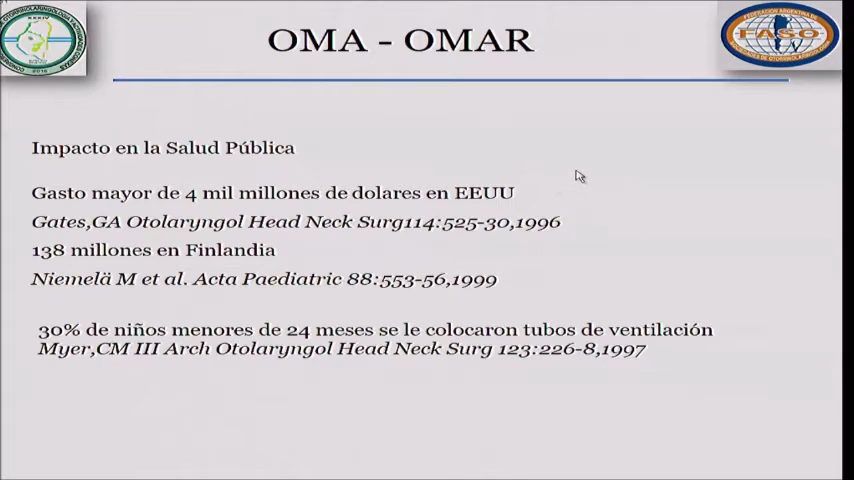 OMA - OMAR
FASO
Impacto en la Salud Pública
Gasto mayor de 4 mil millones de dolares en EEUU
Gates,GA Otolaryngol Head Neck Surg114:525-30,1996
138 millones en Finlandia
Niemelä M et al. Acta Paediatric 88:553-56,1999
30% de niños menores de 24 meses se le colocaron tubos de ventilación
Myer,CM III Arch Otolaryngol Head Neck Surg 123:226-8,1997